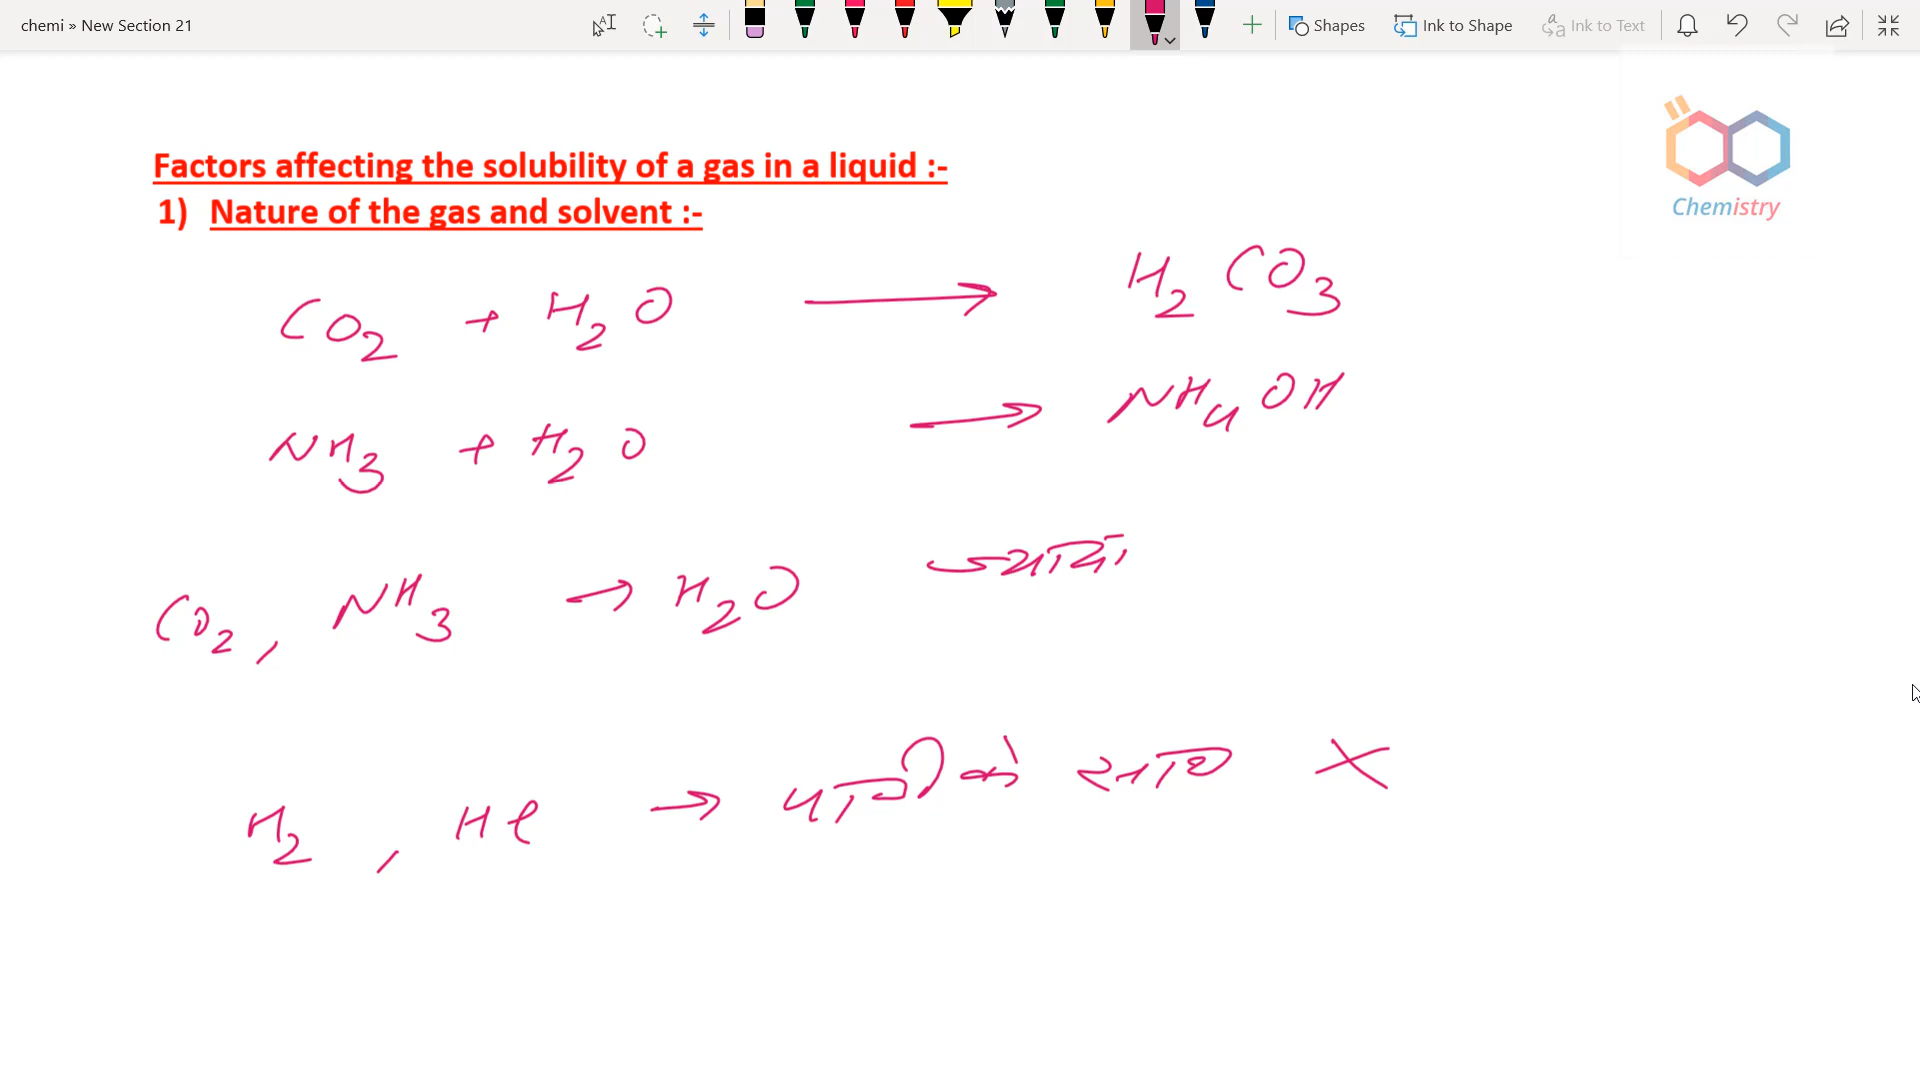 chemi » New Section 21
Shapes
Ink to Shape
Ink to Text
Chemistry
Factors affecting the solubility of a gas in a liquid :-
1) Nature of the gas and solvent :-
CO₂ + H₂O → H₂CO₃
NH₃ + H₂O → NH₄OH
CO₂, NH₃ → H₂O
H₂, He → पानी के साथ X